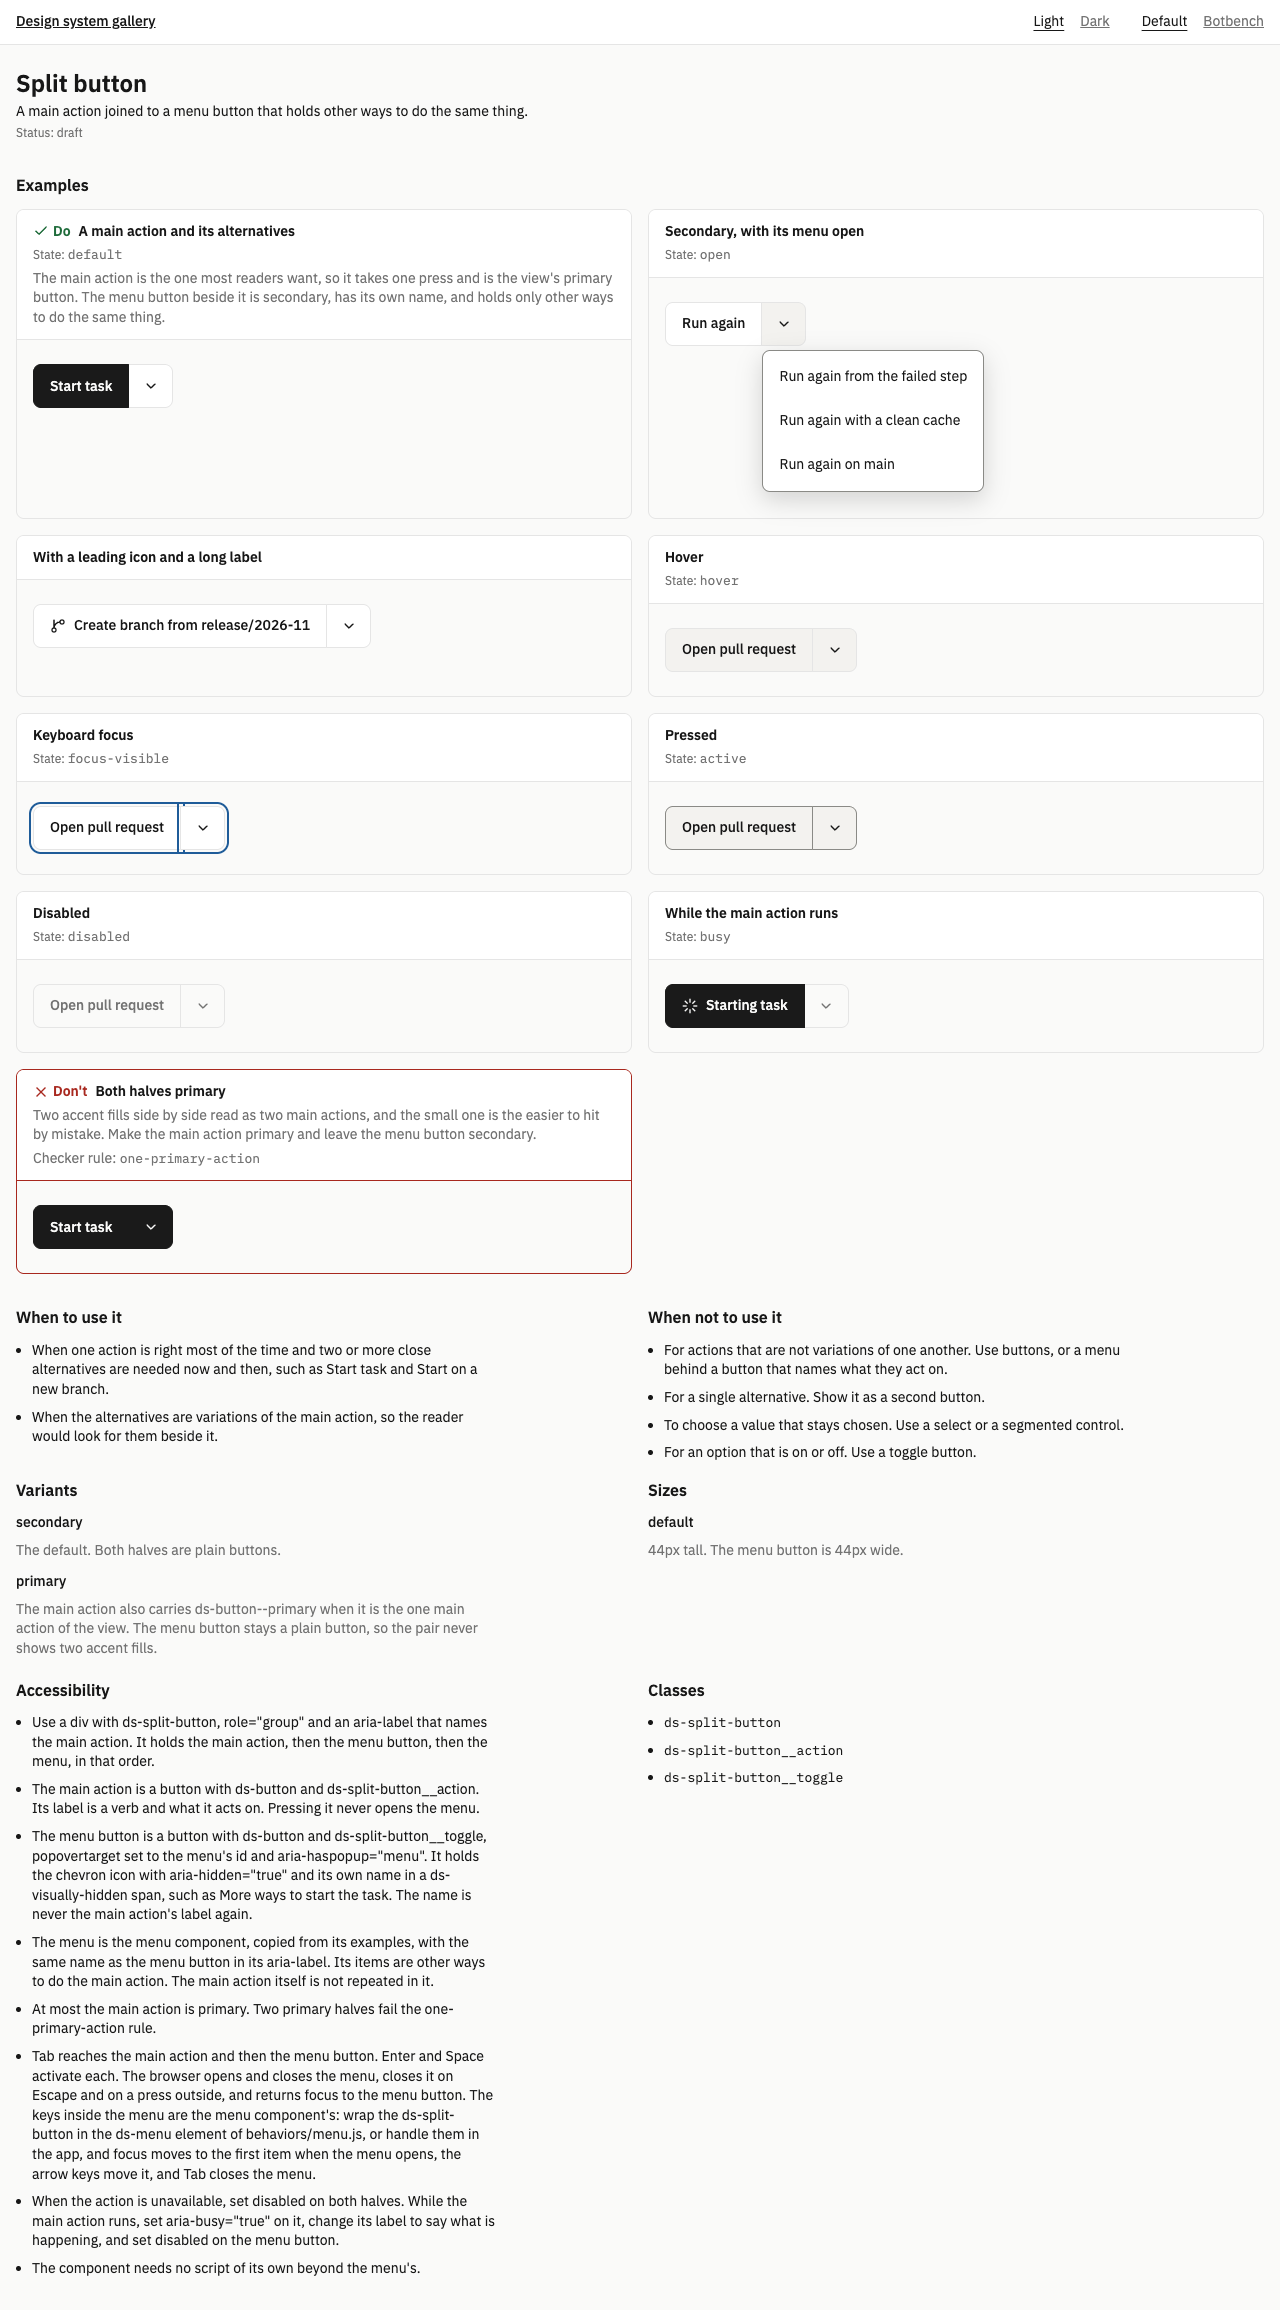 Design system gallery
Light Dark Default Botbench
Split button
A main action joined to a menu button that holds other ways to do the same thing.
Status: draft
Examples
Do A main action and its alternatives
State: default
The main action is the one most readers want, so it takes one press and is the view's primary
button. The menu button beside it is secondary, has its own name, and holds only other ways
to do the same thing.
Start task
Secondary, with its menu open
State: open
Run again
Run again from the failed step
Run again with a clean cache
Run again on main
With a leading icon and a long label
Create branch from release/2026-11
Hover
State: hover
Open pull request
Keyboard focus
State: focus-visible
Open pull request
Pressed
State: active
Open pull request
Disabled
State: disabled
Open pull request
While the main action runs
State: busy
Starting task
Don't Both halves primary
Two accent fills side by side read as two main actions, and the small one is the easier to hit
by mistake. Make the main action primary and leave the menu button secondary.
Checker rule: one-primary-action
Start task
When to use it
When one action is right most of the time and two or more close
alternatives are needed now and then, such as Start task and Start on a
new branch.
When the alternatives are variations of the main action, so the reader
would look for them beside it.
When not to use it
For actions that are not variations of one another. Use buttons, or a menu
behind a button that names what they act on.
For a single alternative. Show it as a second button.
To choose a value that stays chosen. Use a select or a segmented control.
For an option that is on or off. Use a toggle button.
Variants
secondary
The default. Both halves are plain buttons.
primary
The main action also carries ds-button--primary when it is the one main
action of the view. The menu button stays a plain button, so the pair never
shows two accent fills.
Sizes
default
44px tall. The menu button is 44px wide.
Accessibility
Use a div with ds-split-button, role="group" and an aria-label that names
the main action. It holds the main action, then the menu button, then the
menu, in that order.
The main action is a button with ds-button and ds-split-button__action.
Its label is a verb and what it acts on. Pressing it never opens the menu.
The menu button is a button with ds-button and ds-split-button__toggle,
popovertarget set to the menu's id and aria-haspopup="menu". It holds
the chevron icon with aria-hidden="true" and its own name in a ds-
visually-hidden span, such as More ways to start the task. The name is
never the main action's label again.
The menu is the menu component, copied from its examples, with the
same name as the menu button in its aria-label. Its items are other ways
to do the main action. The main action itself is not repeated in it.
At most the main action is primary. Two primary halves fail the one-
primary-action rule.
Tab reaches the main action and then the menu button. Enter and Space
activate each. The browser opens and closes the menu, closes it on
Escape and on a press outside, and returns focus to the menu button. The
keys inside the menu are the menu component's: wrap the ds-split-
button in the ds-menu element of behaviors/menu.js, or handle them in
the app, and focus moves to the first item when the menu opens, the
arrow keys move it, and Tab closes the menu.
When the action is unavailable, set disabled on both halves. While the
main action runs, set aria-busy="true" on it, change its label to say what is
happening, and set disabled on the menu button.
The component needs no script of its own beyond the menu's.
Classes
ds-split-button
ds-split-button__action
ds-split-button__toggle